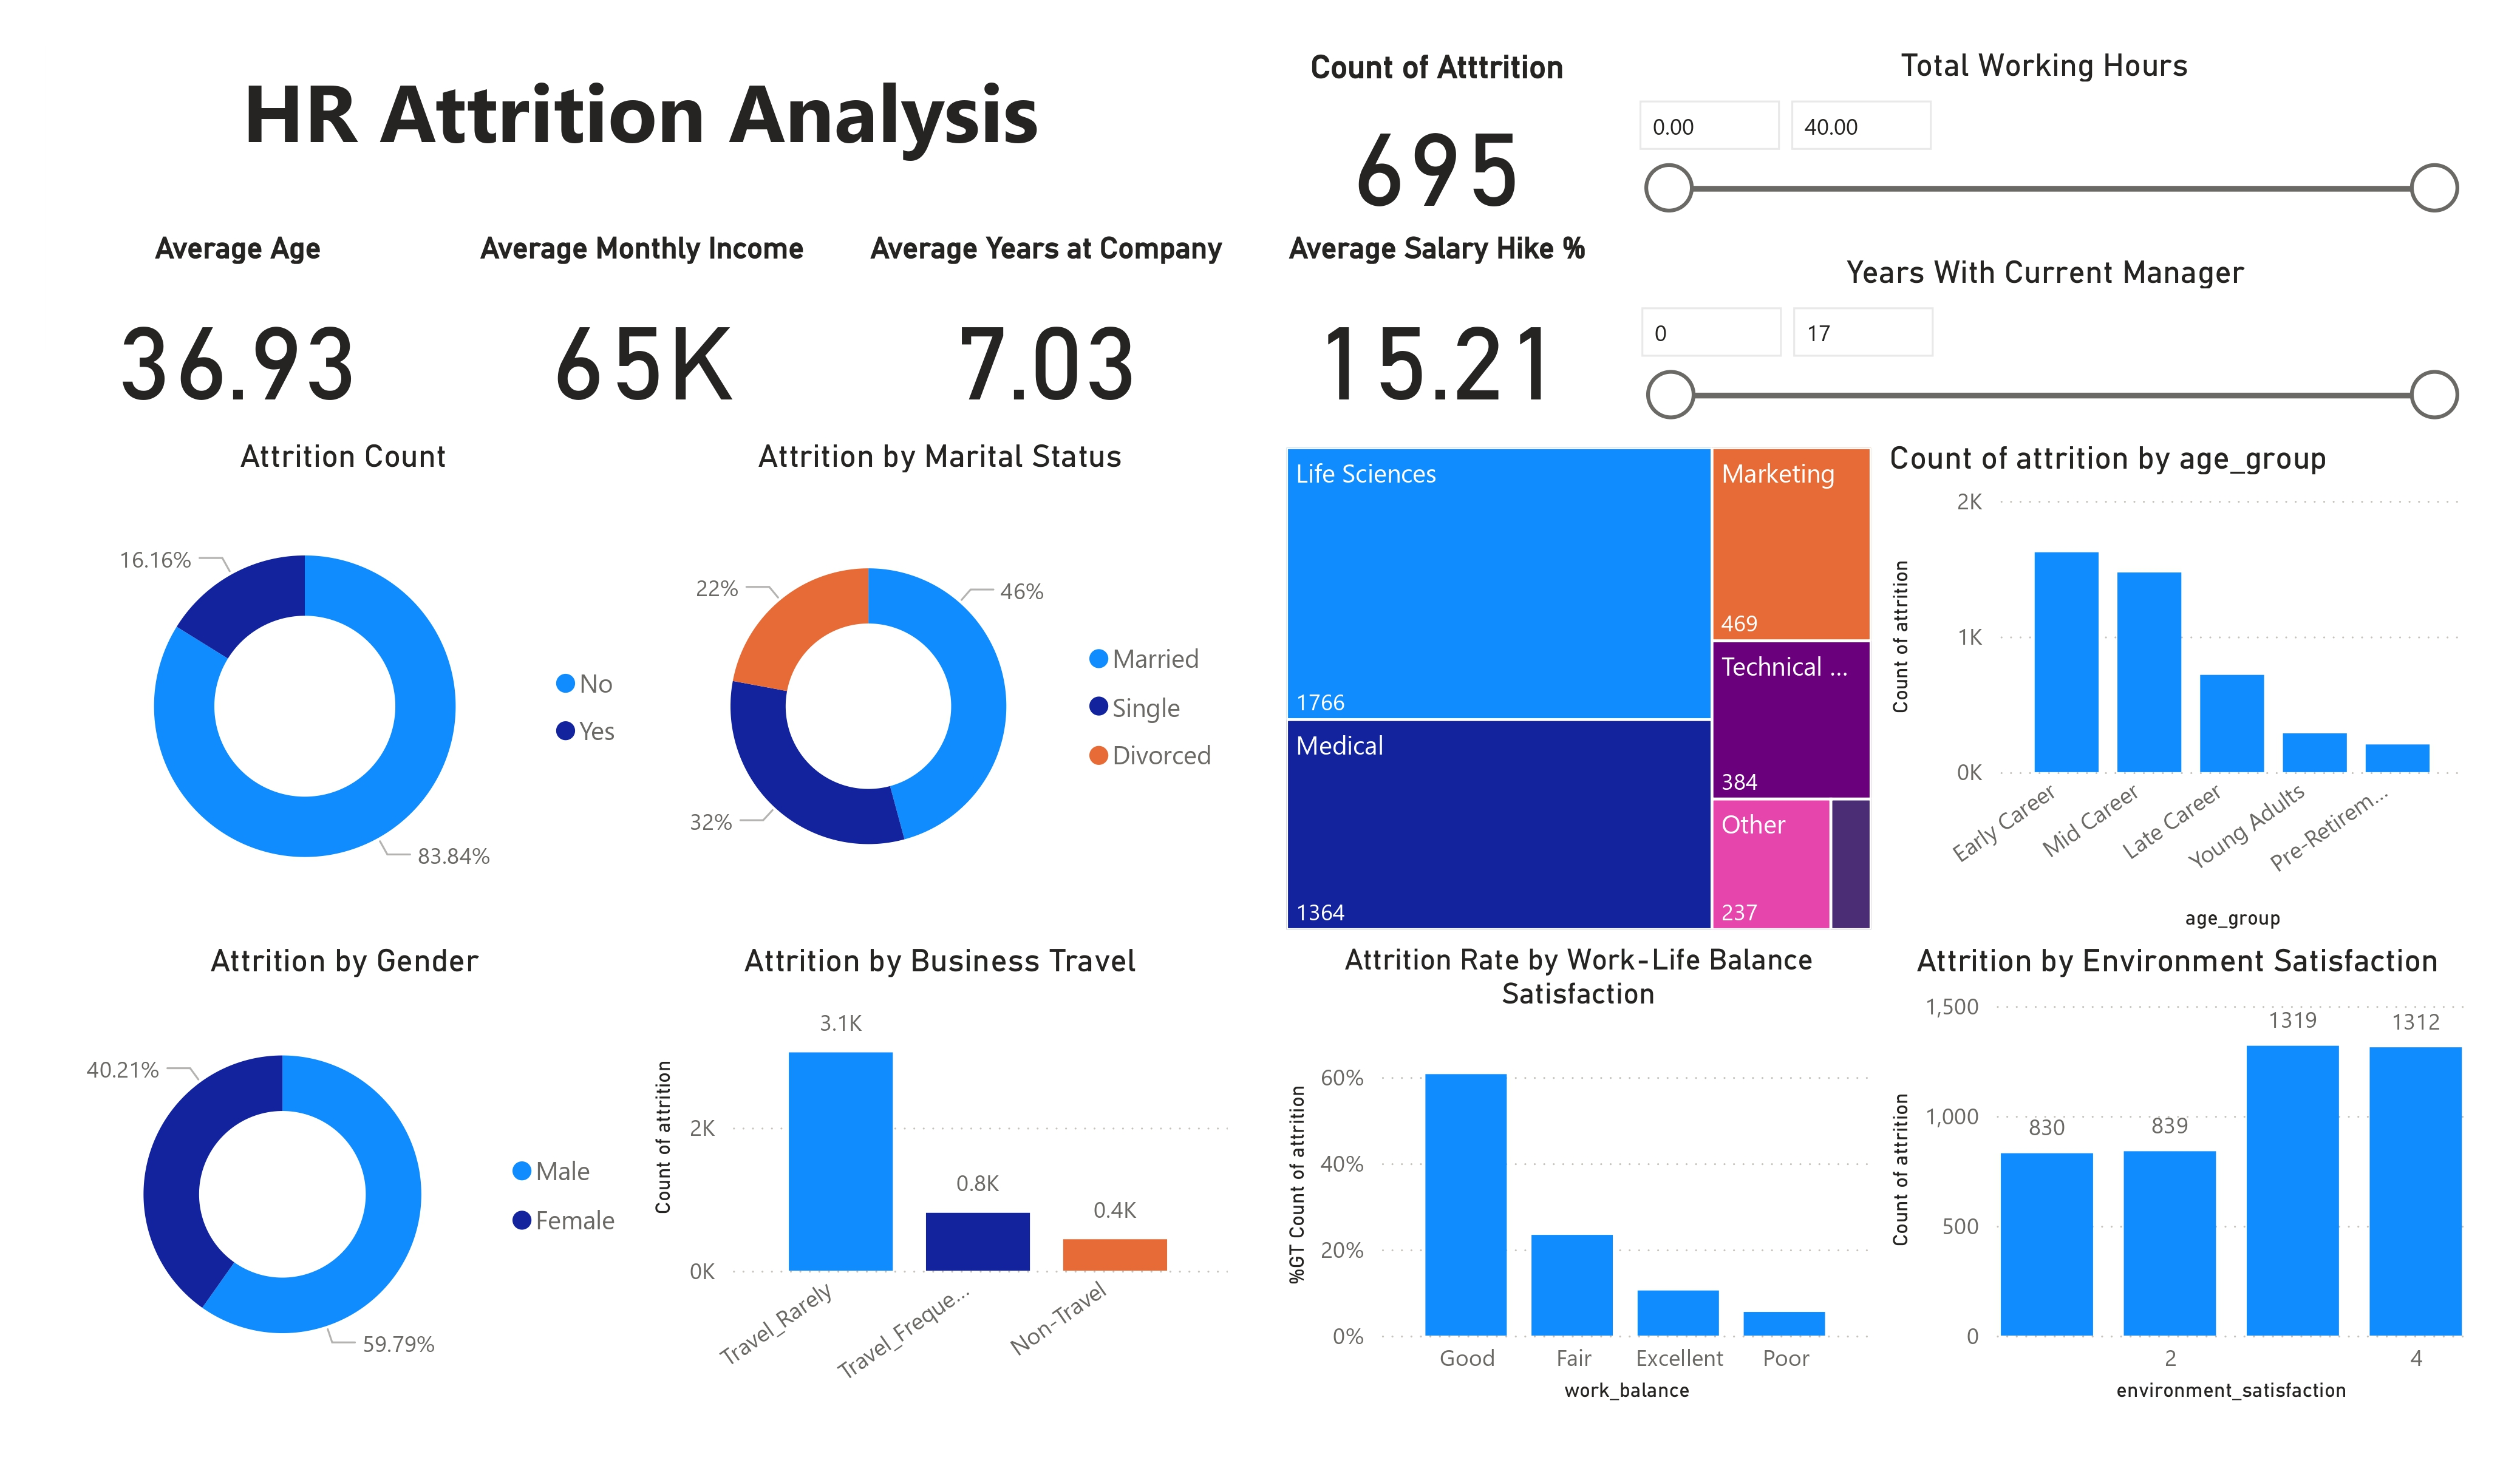 HR Attrition Analysis
Count of Atttrition
695
Total Working Hours
0.00
40.00
Average Age
36.93
Average Monthly Income
65K
Average Years at Company
7.03
Average Salary Hike %
15.21
Years With Current Manager
0
17
Attrition Count
16.16%
83.84%
No
Yes
Attrition by Marital Status
22%
46%
32%
Married
Single
Divorced
Life Sciences
1766
Medical
1364
Marketing
469
Technical ...
384
Other
237
Count of attrition by age_group
Count of attrition
2K
1K
0K
Early Career
Mid Career
Late Career
Young Adults
Pre-Retirem...
age_group
Attrition by Gender
40.21%
59.79%
Male
Female
Attrition by Business Travel
Count of attrition
2K
0K
3.1K
0.8K
0.4K
Travel_Rarely
Travel_Freque...
Non-Travel
Attrition Rate by Work-Life Balance
Satisfaction
%GT Count of attrition
60%
40%
20%
0%
Good
Fair
Excellent
Poor
work_balance
Attrition by Environment Satisfaction
Count of attrition
1,500
1,000
500
0
830
839
1319
1312
2
4
environment_satisfaction